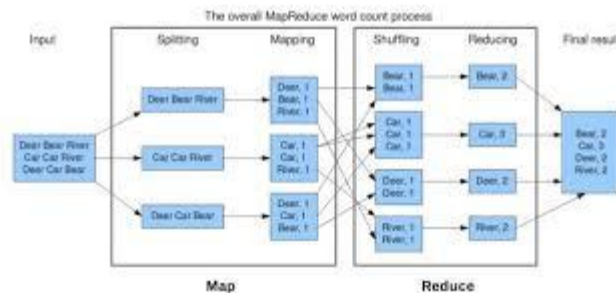 The overall MapReduce word count process
Input
Splitting
Mapping
Shuffling
Reducing
Final result
Deer Bear River
Car Car River
Deer Car Bear
Deer Bear River
Car Car River
Deer Car Bear
Deer, 1
Bear, 1
River, 1
Car, 1
Car, 1
River, 1
Deer, 1
Car, 1
Bear, 1
Bear, 1
Bear, 1
Car, 1
Car, 1
Car, 1
Deer, 1
Deer, 1
River, 1
River, 1
Bear, 2
Car, 3
Deer, 2
River, 2
Bear, 2
Car, 3
Deer, 2
River, 2
Map
Reduce